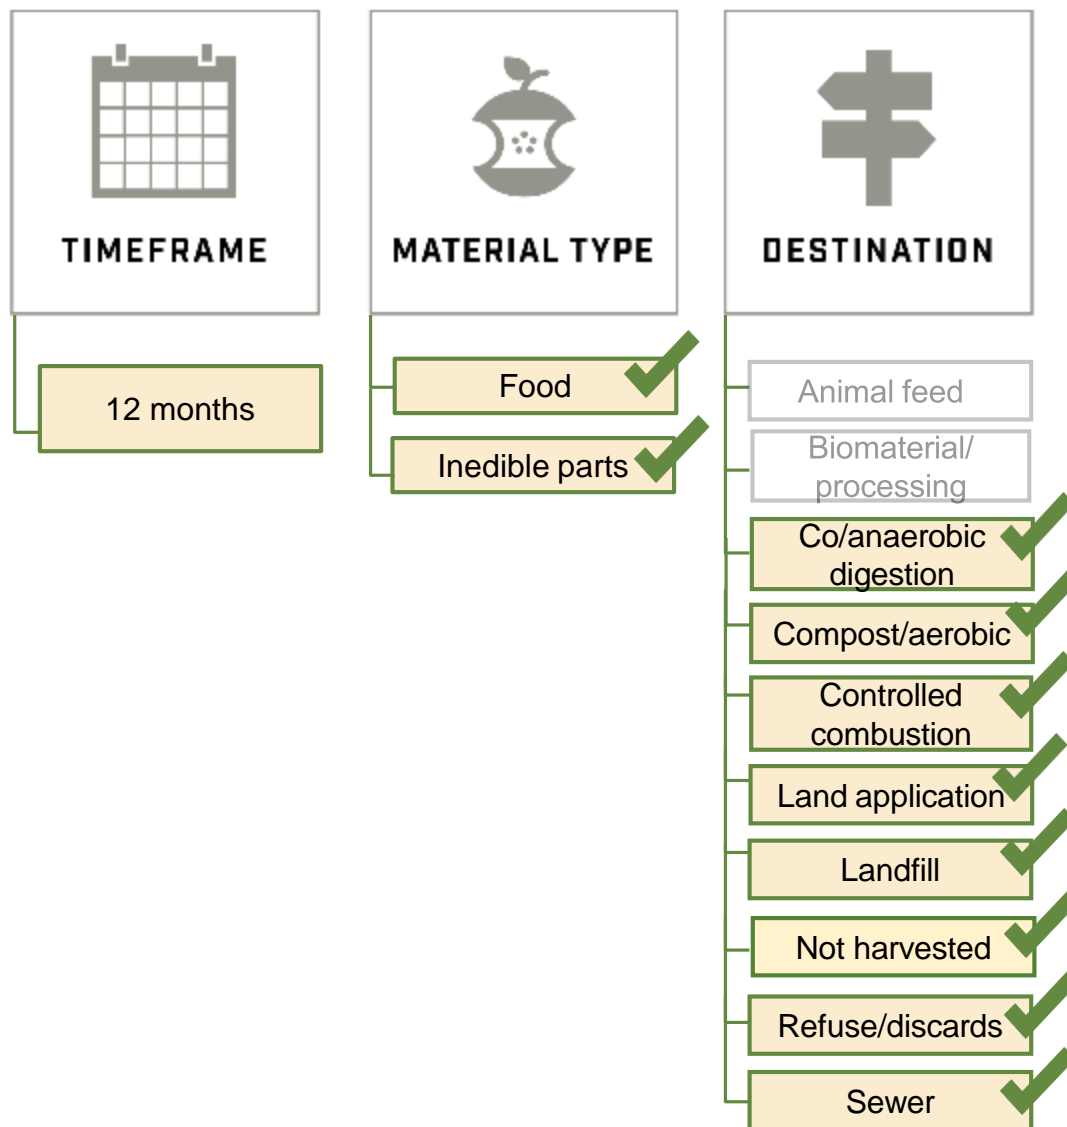 TIMEFRAME
12 months
MATERIAL TYPE
Food
Inedible parts
DESTINATION
Animal feed
Biomaterial/
processing
Co/anaerobic
digestion
Compost/aerobic
Controlled
combustion
Land application
Landfill
Not harvested
Refuse/discards
Sewer